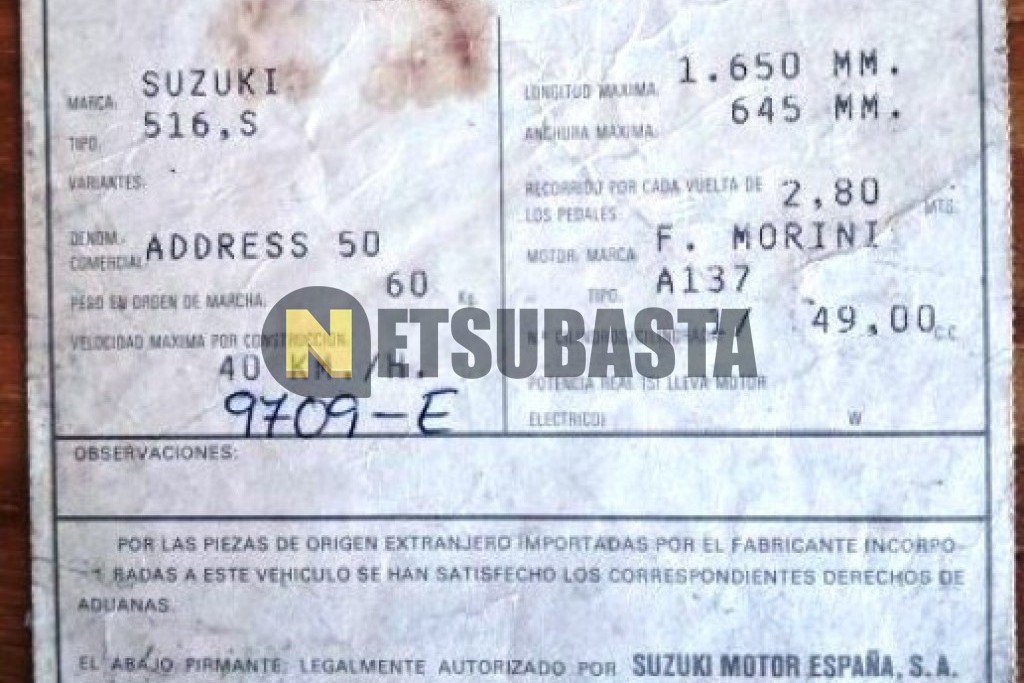 MARCA: SUZUKI
TIPO: 516,S
VARIANTES:
DENOM. COMERCIAL ADDRESS 50
PESO EN ORDEN DE MARCHA: 60 Kg.
VELOCIDAD MAXIMA POR CONSTRUCCION:
40 KM./H.
9709-E
LONGITUD MAXIMA: 1.650 MM.
ANCHURA MAXIMA: 645 MM.
RECORRIDO POR CADA VUELTA DE
LOS PEDALES: 2,80 MTS.
MOTOR: MARCA: F. MORINI
TIPO: A137
1/ 49,00 c.c.
POTENCIA REAL (SI LLEVA MOTOR
ELECTRICO) W
NETSUBASTA
OBSERVACIONES:
POR LAS PIEZAS DE ORIGEN EXTRANJERO IMPORTADAS POR EL FABRICANTE INCORPO-
RADAS A ESTE VEHICULO SE HAN SATISFECHO LOS CORRESPONDIENTES DERECHOS DE
ADUANAS.
EL ABAJO FIRMANTE, LEGALMENTE AUTORIZADO POR SUZUKI MOTOR ESPAÑA, S.A.